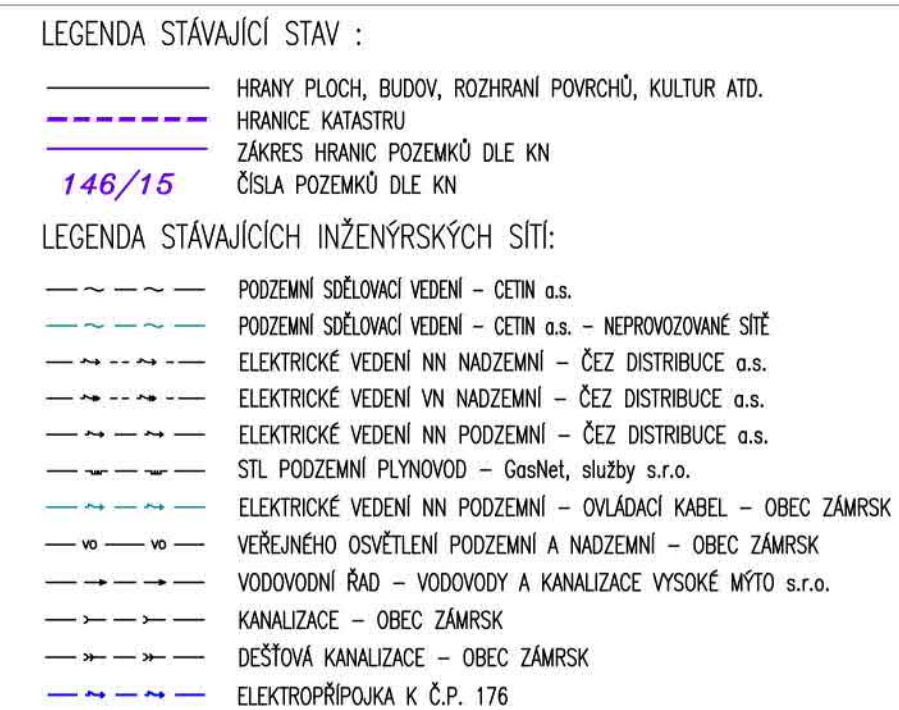 LEGENDA STÁVAJÍCÍ STAV :
HRANY PLOCH, BUDOV, ROZHRANÍ POVRCHŮ, KULTUR ATD.
HRANICE KATASTRU
ZÁKRES HRANIC POZEMKŮ DLE KN
146/15 ČÍSLA POZEMKŮ DLE KN
LEGENDA STÁVAJÍCÍCH INŽENÝRSKÝCH SÍTÍ:
PODZEMNÍ SDĚLOVACÍ VEDENÍ – CETIN a.s.
PODZEMNÍ SDĚLOVACÍ VEDENÍ – CETIN a.s. – NEPROVOZOVANÉ SÍTĚ
ELEKTRICKÉ VEDENÍ NN NADZEMNÍ – ČEZ DISTRIBUCE a.s.
ELEKTRICKÉ VEDENÍ VN NADZEMNÍ – ČEZ DISTRIBUCE a.s.
ELEKTRICKÉ VEDENÍ NN PODZEMNÍ – ČEZ DISTRIBUCE a.s.
STL PODZEMNÍ PLYNOVOD – GasNet, služby s.r.o.
ELEKTRICKÉ VEDENÍ NN PODZEMNÍ – OVLÁDACÍ KABEL – OBEC ZÁMRSK
VO VO VEŘEJNÉHO OSVĚTLENÍ PODZEMNÍ A NADZEMNÍ – OBEC ZÁMRSK
VODOVODNÍ ŘAD – VODOVODY A KANALIZACE VYSOKÉ MÝTO s.r.o.
KANALIZACE – OBEC ZÁMRSK
DEŠŤOVÁ KANALIZACE – OBEC ZÁMRSK
ELEKTROPŘÍPOJKA K Č.P. 176